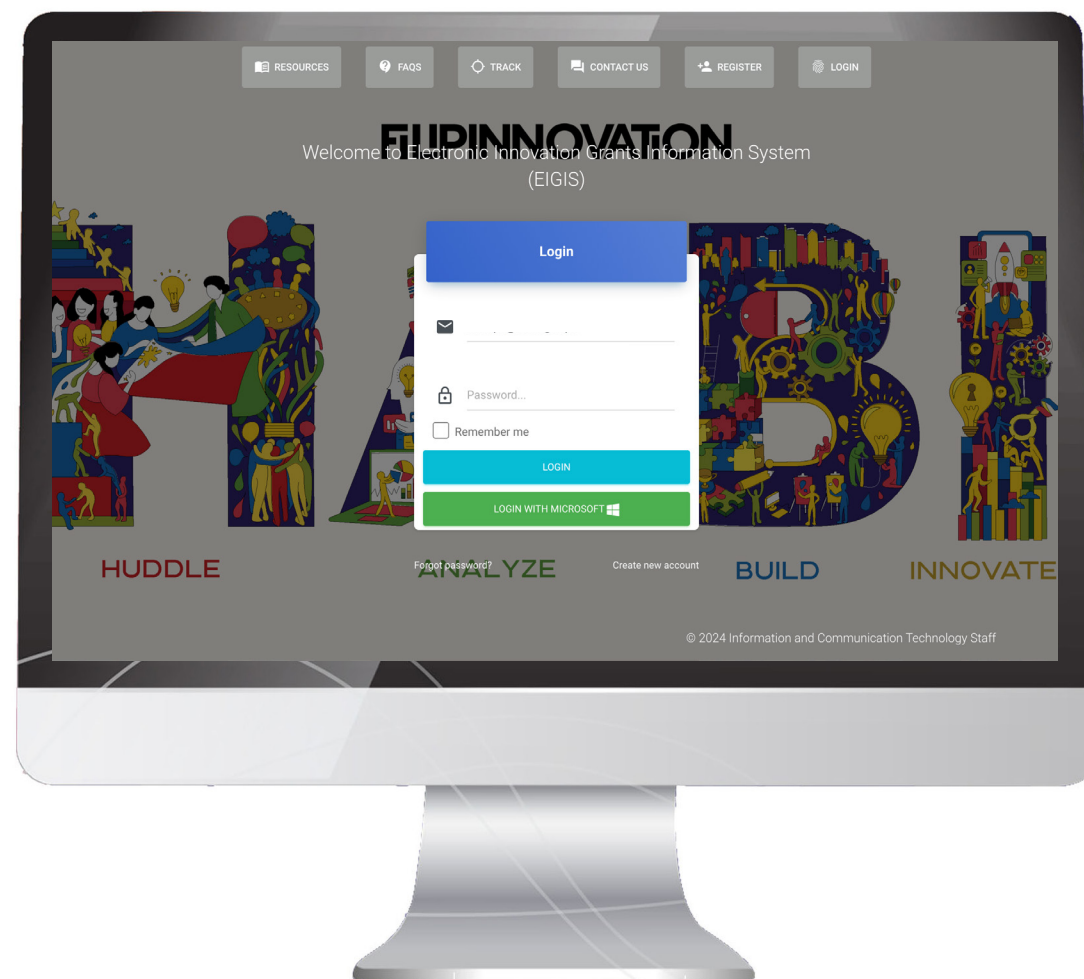 RESOURCES
FAQS
TRACK
CONTACT US
REGISTER
LOGIN
FILIPINNOVATION
Welcome to Electronic Innovation Grants Information System
(EIGIS)
Login
Password...
Remember me
LOGIN
LOGIN WITH MICROSOFT
Forgot password?
Create new account
HUDDLE
ANALYZE
BUILD
INNOVATE
© 2024 Information and Communication Technology Staff